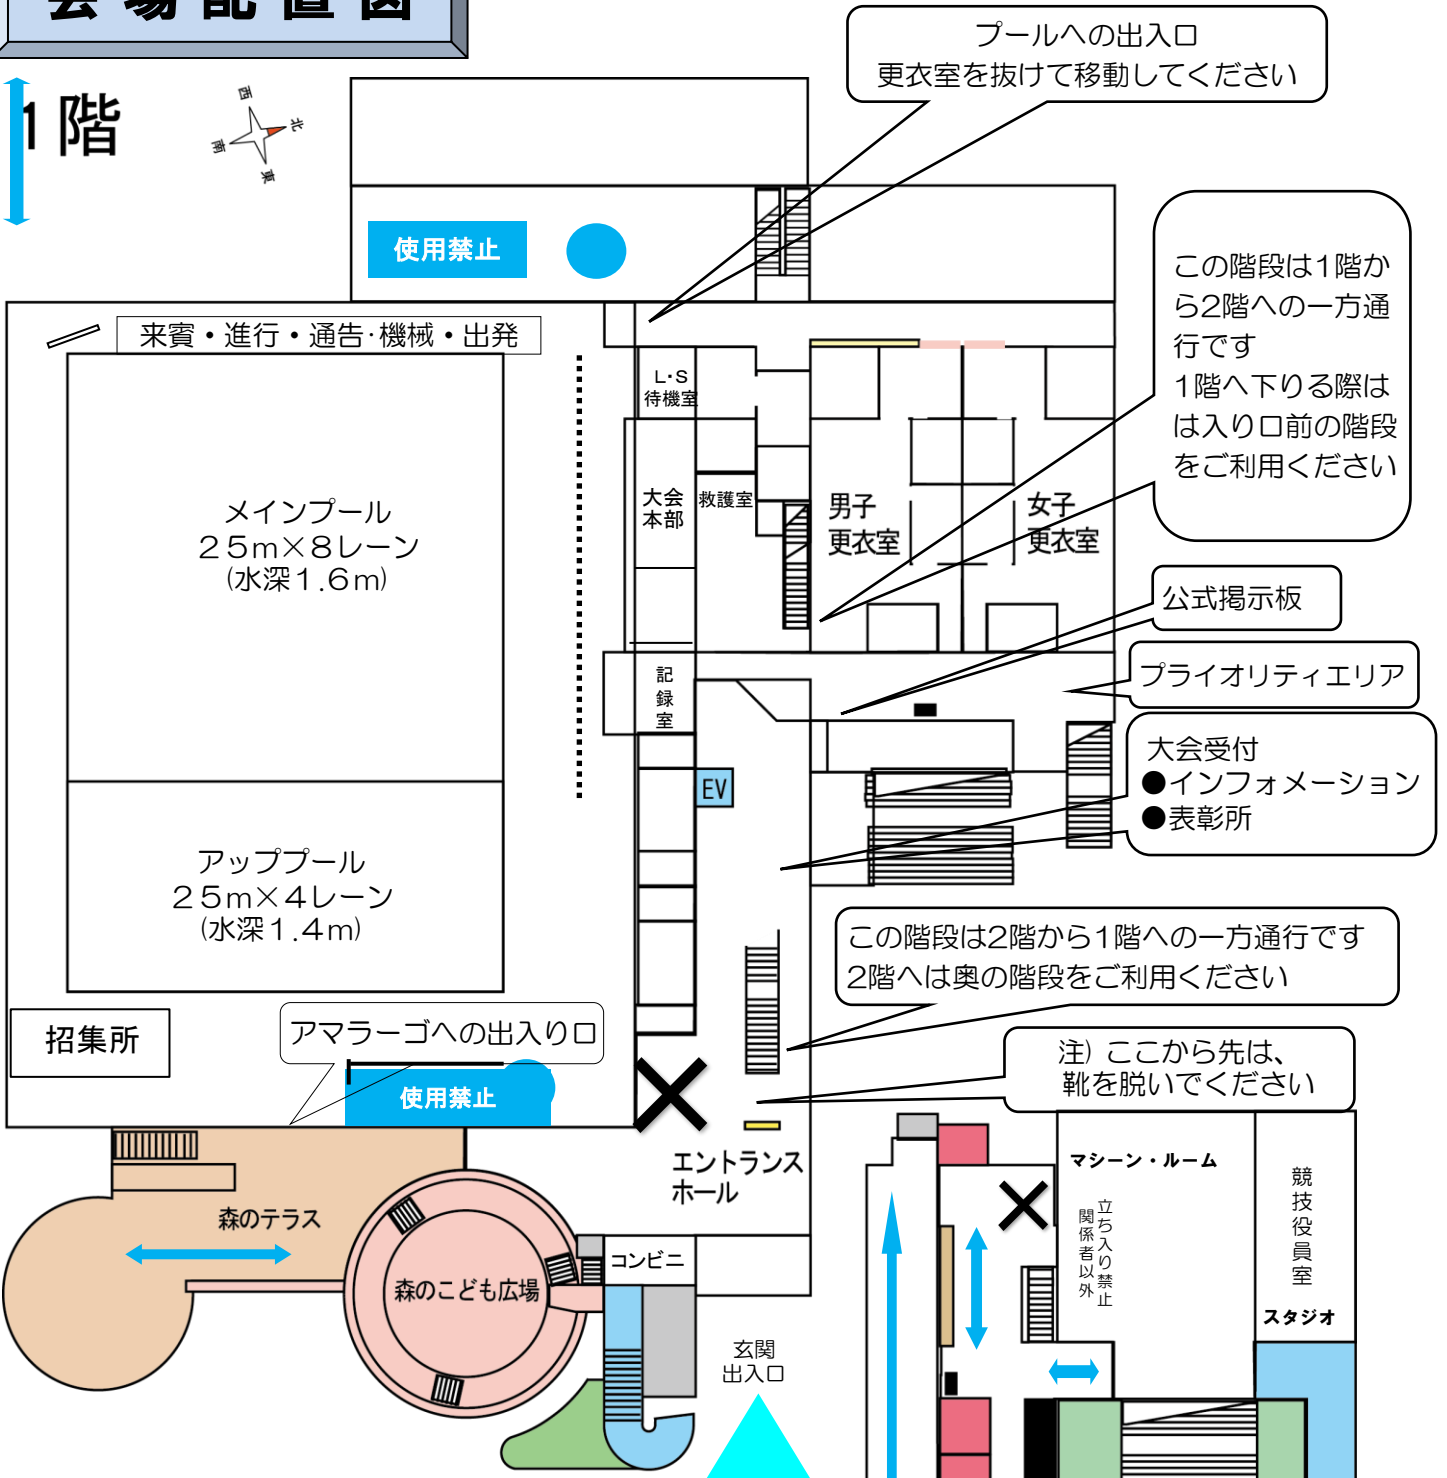 会場配置図
1階
西
北
南
東
プールへの出入口
更衣室を抜けて移動してください
使用禁止
この階段は1階か
ら2階への一方通
行です
1階へ下りる際は
は入り口前の階段
をご利用ください
来賓・進行・通告・機械・出発
L・S
待機室
メインプール
25m×8レーン
(水深1.6m)
大会
本部
救護室
男子
更衣室
女子
更衣室
公式掲示板
プライオリティエリア
記
録
室
大会受付
●インフォメーション
●表彰所
EV
アッププール
25m×4レーン
(水深1.4m)
この階段は2階から1階への一方通行です
2階へは奥の階段をご利用ください
招集所
アマラーゴへの出入り口
使用禁止
注）ここから先は、
靴を脱いでください
エントランス
ホール
マシーン・ルーム
立ち入り禁止
関係者以外
競技役員室
スタジオ
森のテラス
森のこども広場
コンビニ
玄関
出入口